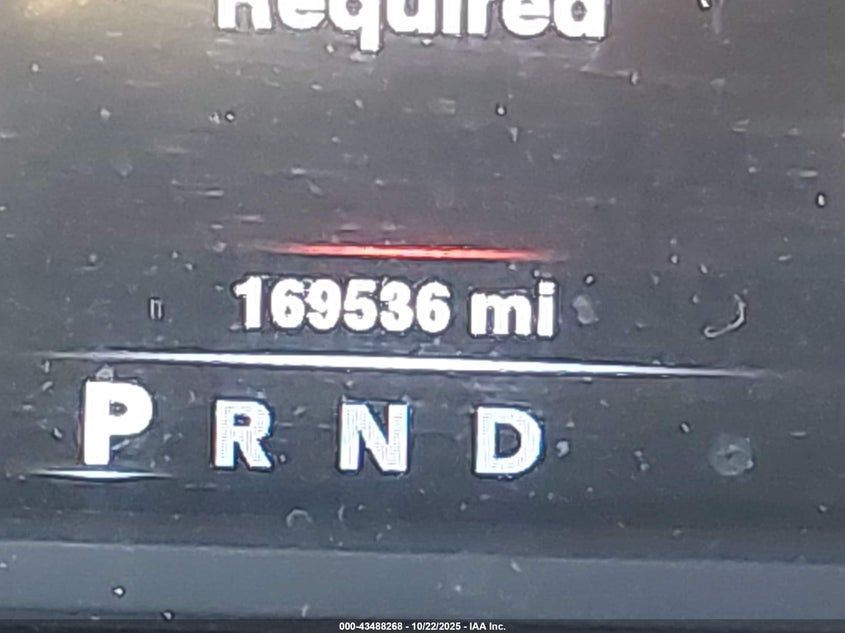 Required
169536 mi
P R N D
000-43488268 - 10/22/2025 - IAA Inc.